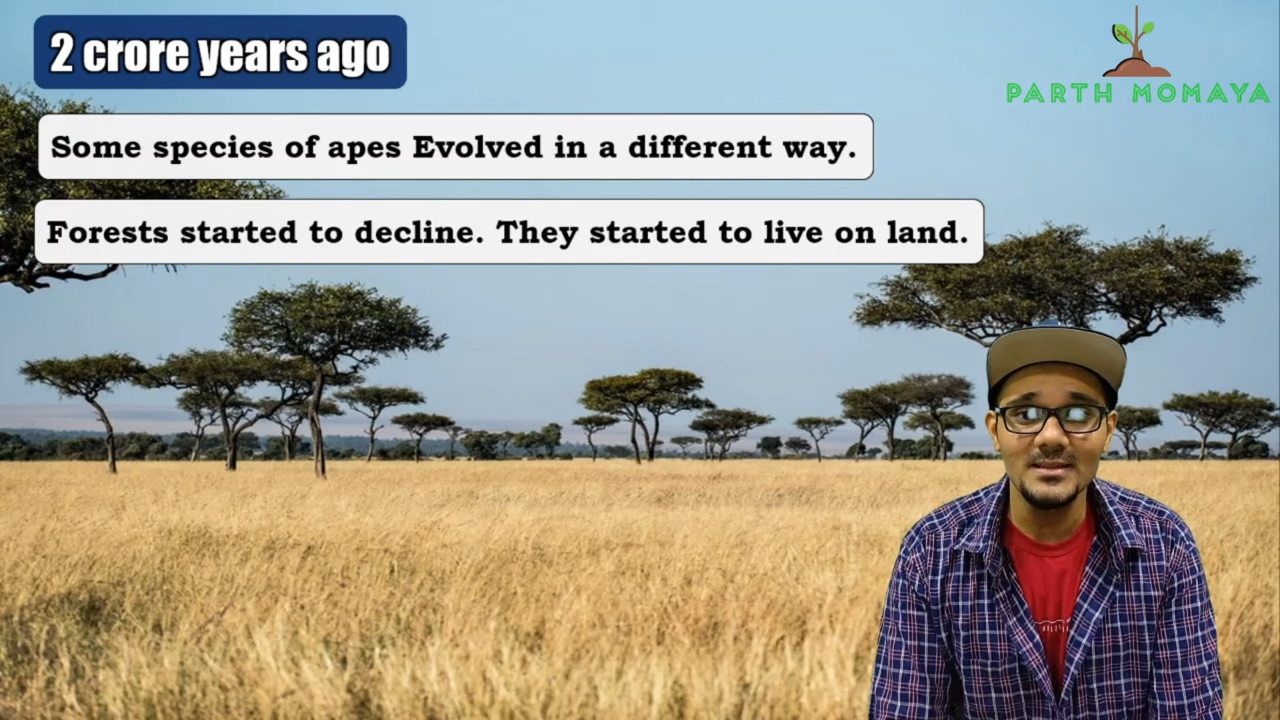 2 crore years ago
PARTH MOMAYA
Some species of apes Evolved in a different way.
Forests started to decline. They started to live on land.